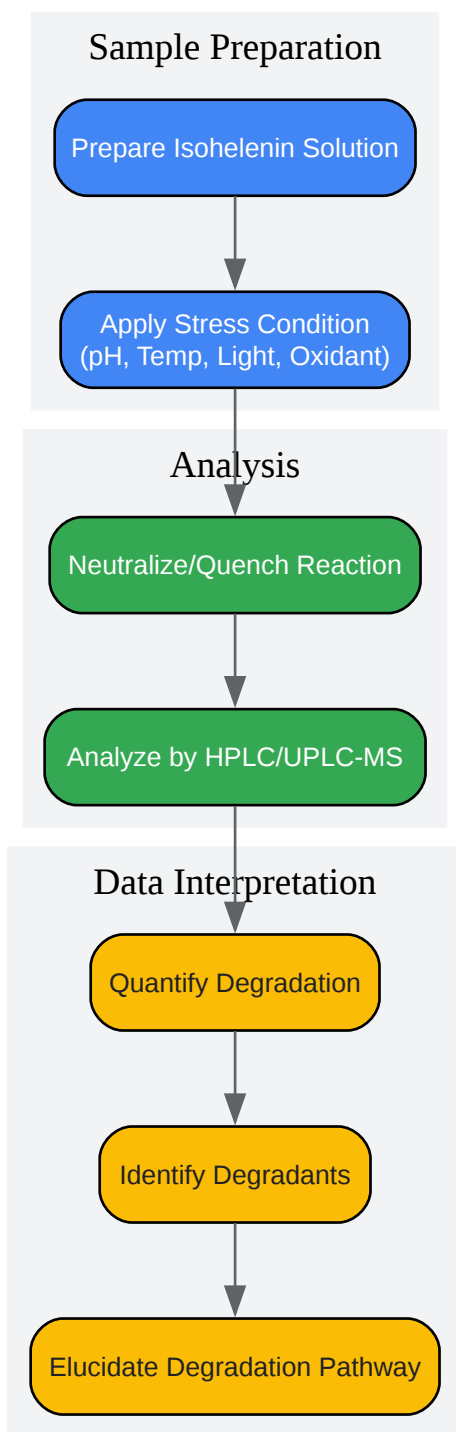 Sample Preparation
Prepare Isohelenin Solution
Apply Stress Condition
(pH, Temp, Light, Oxidant)
Analysis
Neutralize/Quench Reaction
Analyze by HPLC/UPLC-MS
Data Interpretation
Quantify Degradation
Identify Degradants
Elucidate Degradation Pathway